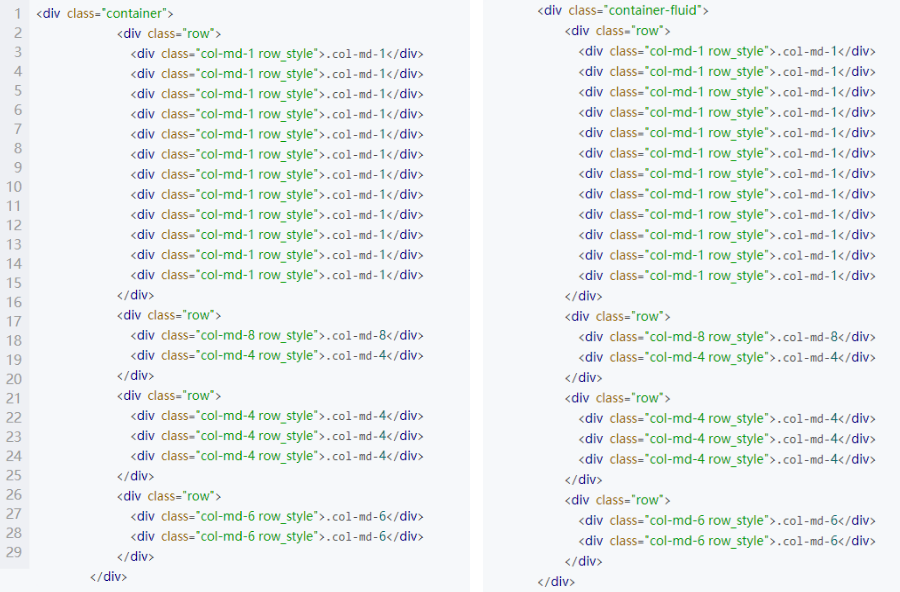 1
2
3
4
5
6
7
8
9
10
11
12
13
14
15
16
17
18
19
20
21
22
23
24
25
26
27
28
29
<div class="container">
<div class="row">
<div class="col-md-1 row_style">.col-md-1</div>
<div class="col-md-1 row_style">.col-md-1</div>
<div class="col-md-1 row_style">.col-md-1</div>
<div class="col-md-1 row_style">.col-md-1</div>
<div class="col-md-1 row_style">.col-md-1</div>
<div class="col-md-1 row_style">.col-md-1</div>
<div class="col-md-1 row_style">.col-md-1</div>
<div class="col-md-1 row_style">.col-md-1</div>
<div class="col-md-1 row_style">.col-md-1</div>
<div class="col-md-1 row_style">.col-md-1</div>
<div class="col-md-1 row_style">.col-md-1</div>
<div class="col-md-1 row_style">.col-md-1</div>
</div>
<div class="row">
<div class="col-md-8 row_style">.col-md-8</div>
<div class="col-md-4 row_style">.col-md-4</div>
</div>
<div class="row">
<div class="col-md-4 row_style">.col-md-4</div>
<div class="col-md-4 row_style">.col-md-4</div>
<div class="col-md-4 row_style">.col-md-4</div>
</div>
<div class="row">
<div class="col-md-6 row_style">.col-md-6</div>
<div class="col-md-6 row_style">.col-md-6</div>
</div>
</div>
<div class="container-fluid">
<div class="row">
<div class="col-md-1 row_style">.col-md-1</div>
<div class="col-md-1 row_style">.col-md-1</div>
<div class="col-md-1 row_style">.col-md-1</div>
<div class="col-md-1 row_style">.col-md-1</div>
<div class="col-md-1 row_style">.col-md-1</div>
<div class="col-md-1 row_style">.col-md-1</div>
<div class="col-md-1 row_style">.col-md-1</div>
<div class="col-md-1 row_style">.col-md-1</div>
<div class="col-md-1 row_style">.col-md-1</div>
<div class="col-md-1 row_style">.col-md-1</div>
<div class="col-md-1 row_style">.col-md-1</div>
<div class="col-md-1 row_style">.col-md-1</div>
</div>
<div class="row">
<div class="col-md-8 row_style">.col-md-8</div>
<div class="col-md-4 row_style">.col-md-4</div>
</div>
<div class="row">
<div class="col-md-4 row_style">.col-md-4</div>
<div class="col-md-4 row_style">.col-md-4</div>
<div class="col-md-4 row_style">.col-md-4</div>
</div>
<div class="row">
<div class="col-md-6 row_style">.col-md-6</div>
<div class="col-md-6 row_style">.col-md-6</div>
</div>
</div>